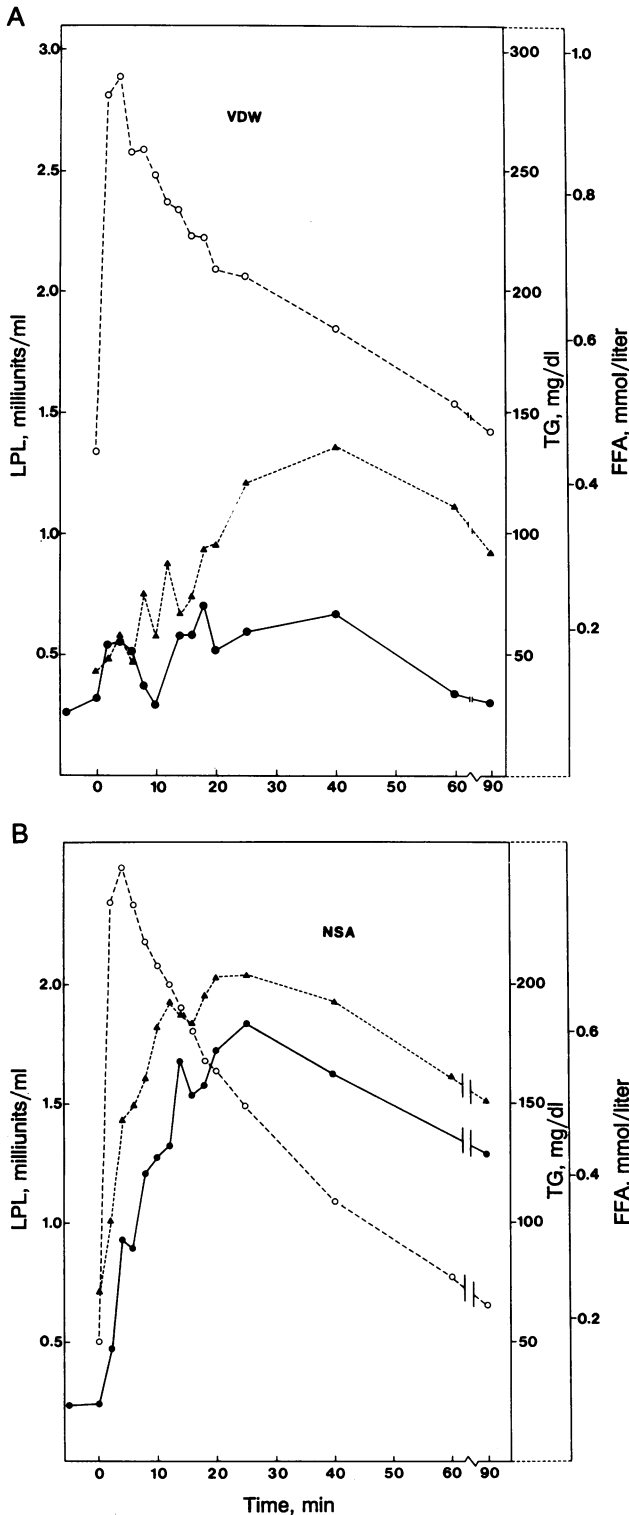 A
3.0
2.5
2.0
1.5
1.0
0.5
LPL, milliunits/ml
VDW
300
250
200
150
100
50
TG, mg/dl
1.0
0.8
0.6
0.4
0.2
FFA, mmol/liter
0 10 20 30 40 50 60 90
B
2.0
1.5
1.0
0.5
LPL, milliunits/ml
NSA
200
150
100
50
TG, mg/dl
0.6
0.4
0.2
FFA, mmol/liter
0 10 20 30 40 50 60 90
Time, min